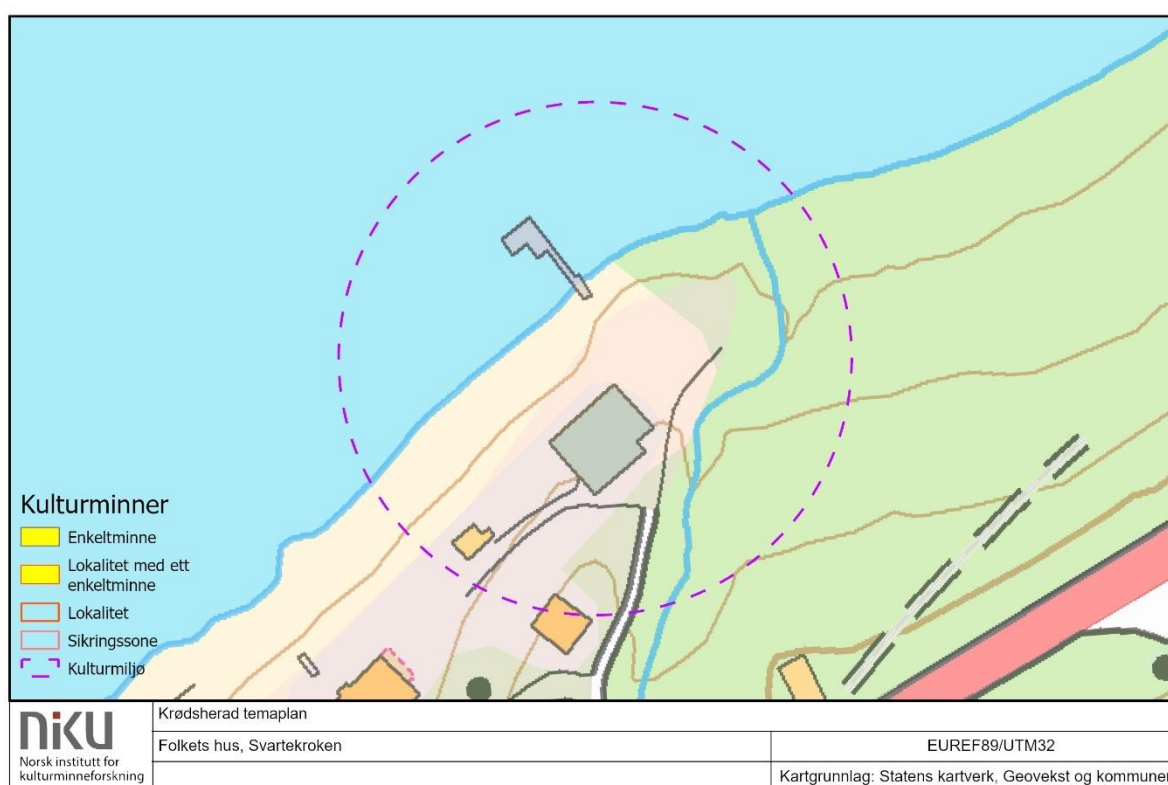 Kulturminner
Enkeltminne
Lokalitet med ett
enkeltminne
Lokalitet
Sikringssone
Kulturmiljø
niku
Norsk institutt for
kulturminneforskning
Krødsherad temaplan
Folkets hus, Svartekroken
EUREF89/UTM32
Kartgrunnlag: Statens kartverk, Geovekst og kommuner